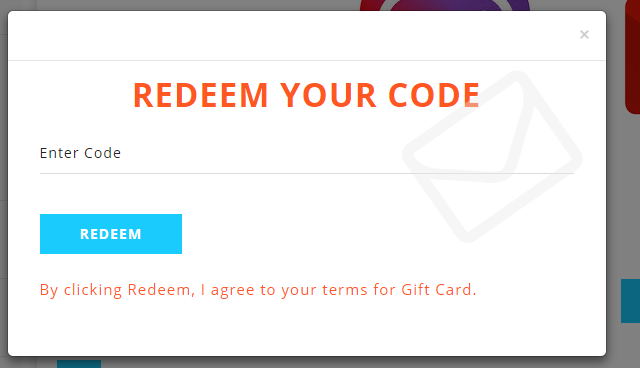 ×
REDEEM YOUR CODE
Enter Code
REDEEM
By clicking Redeem, I agree to your terms for Gift Card.